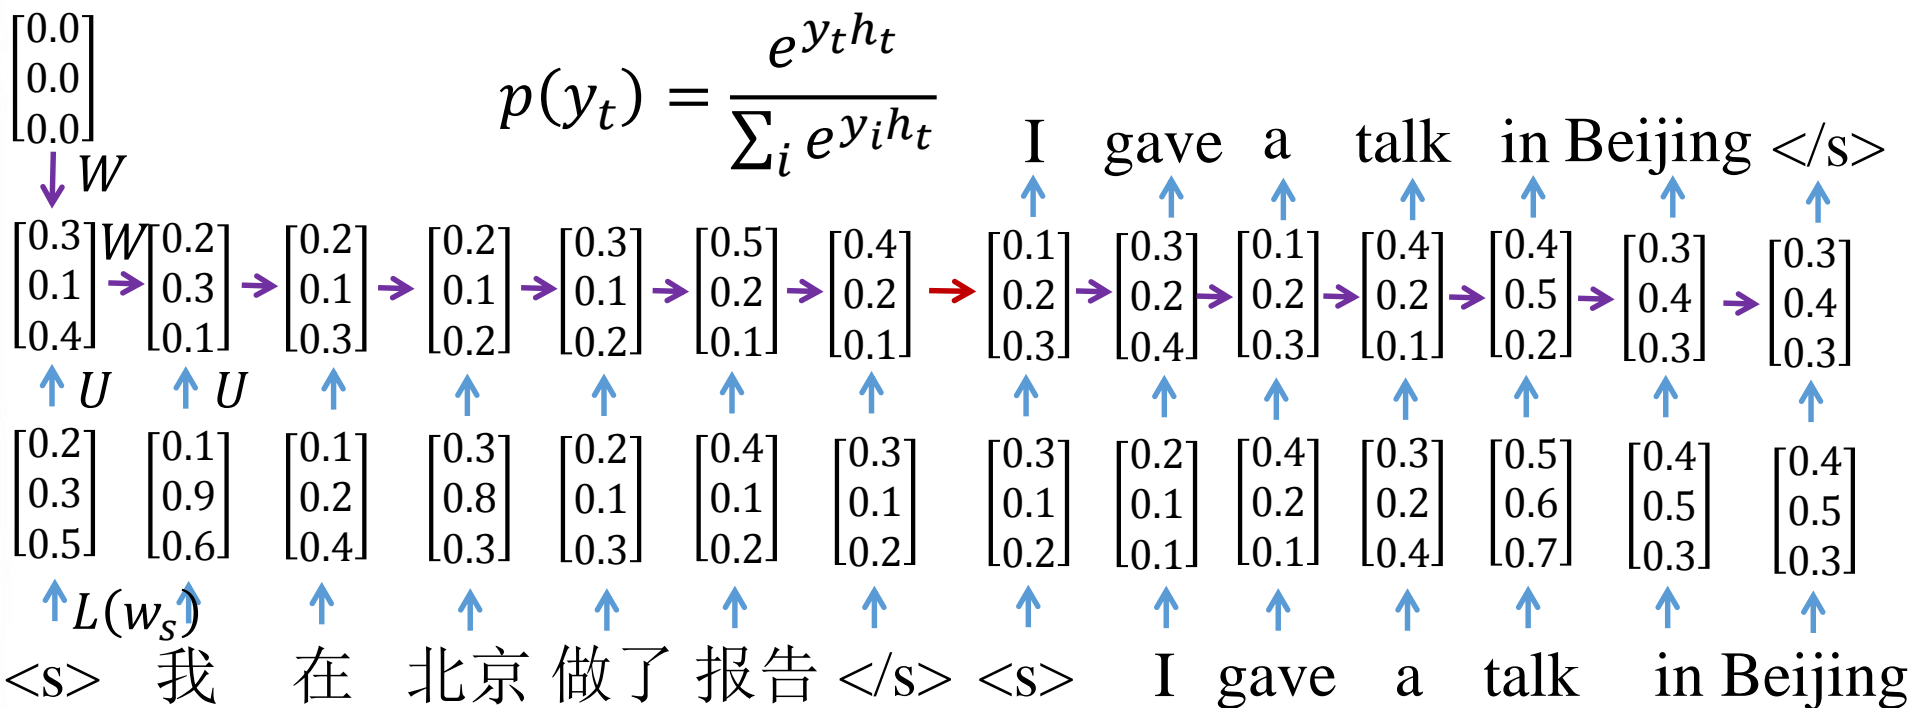 [0.0 0.0 0.0]
p(y_t) = e^{y_t h_t} / ∑_i e^{y_i h_t}
I gave a talk in Beijing </s>
W
W
[0.3 0.1 0.4] [0.2 0.3 0.1] [0.2 0.1 0.3] [0.2 0.1 0.2] [0.3 0.1 0.2] [0.5 0.2 0.1] [0.4 0.2 0.1] [0.1 0.2 0.3] [0.3 0.2 0.4] [0.1 0.2 0.3] [0.4 0.2 0.1] [0.4 0.5 0.2] [0.3 0.4 0.3] [0.3 0.4 0.3]
U U
[0.2 0.3 0.5] [0.1 0.9 0.6] [0.1 0.2 0.4] [0.3 0.8 0.3] [0.2 0.1 0.3] [0.4 0.1 0.2] [0.3 0.1 0.2] [0.3 0.1 0.2] [0.2 0.1 0.1] [0.4 0.2 0.1] [0.3 0.2 0.4] [0.5 0.6 0.7] [0.4 0.5 0.3] [0.4 0.5 0.3]
L(w_s)
<s> 我 在 北京 做了 报告 </s> <s> I gave a talk in Beijing